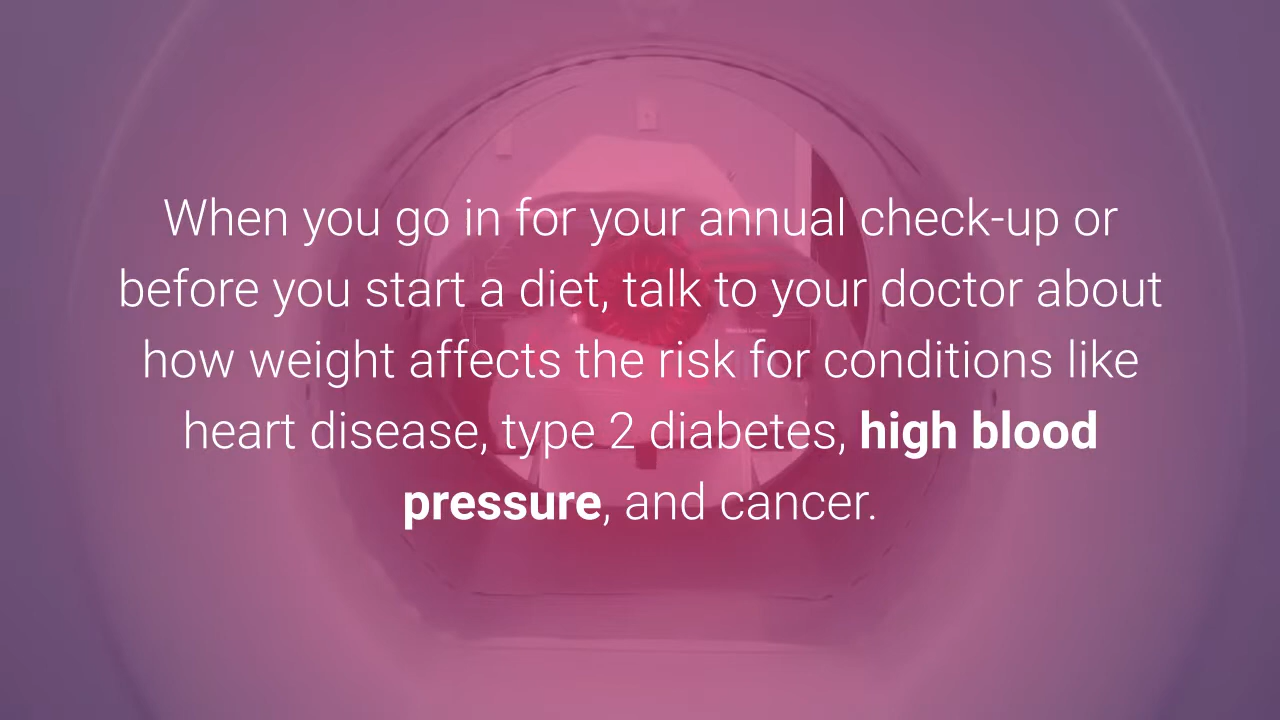 When you go in for your annual check-up or
before you start a diet, talk to your doctor about
how weight affects the risk for conditions like
heart disease, type 2 diabetes, high blood
pressure, and cancer.